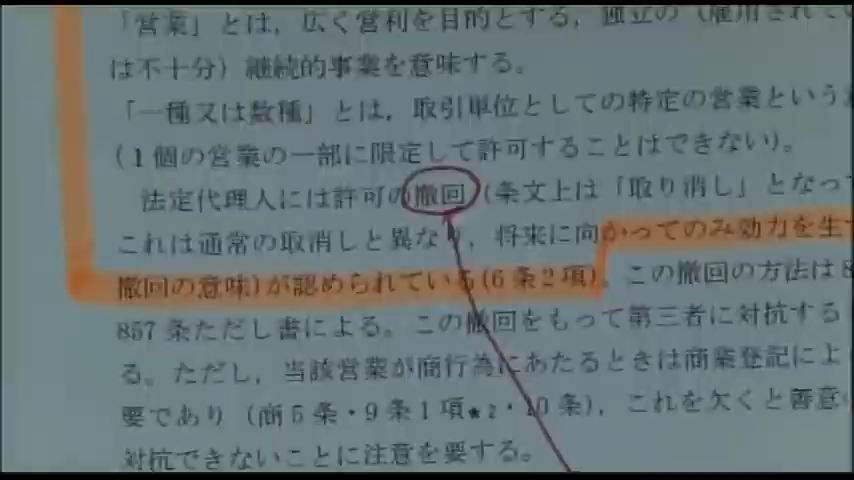 「営業」とは，広く営利を目的とする，独立の（雇用されてい
は不十分）継続的事業を意味する。
「一種又は数種」とは，取引単位としての特定の営業という
（1個の営業の一部に限定して許可することはできない）。
法定代理人には許可の撤回（条文上は「取り消し」となって
これは通常の取消しと異なり，将来に向かってのみ効力を生
撤回の意味）が認められている（6条2項）。この撤回の方法は8
857条ただし書による。この撤回をもって第三者に対抗する
る。ただし，当該営業が商行為にあたるときは商業登記によ
要であり（商5条・9条1項★2・10条），これを欠くと善意
対抗できないことに注意を要する。